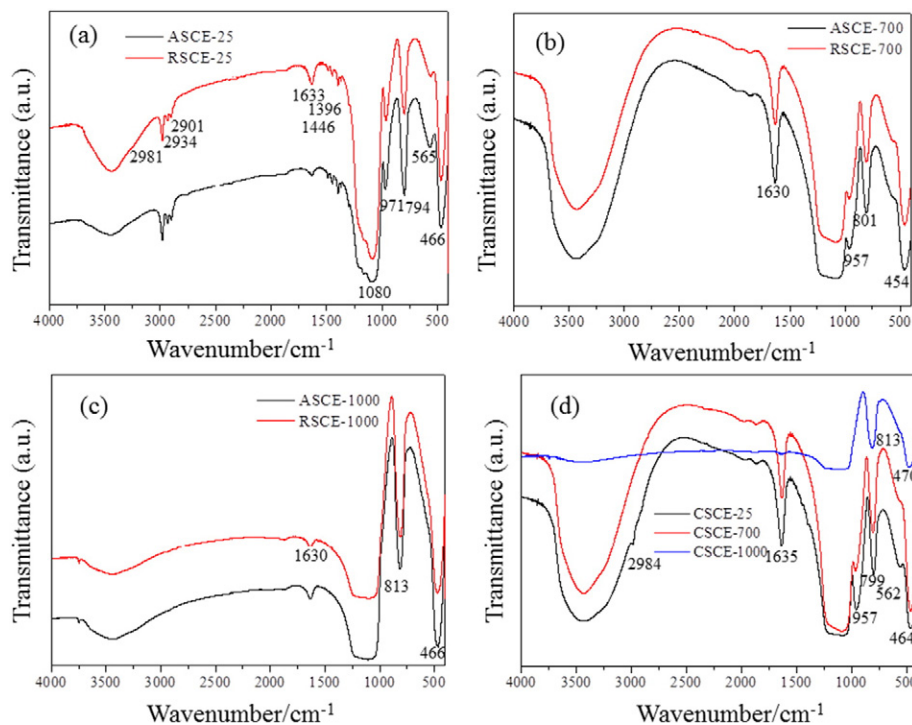 (a)
ASCE-25
RSCE-25
2981
2934
2901
1633
1396
1446
1080
971
794
565
466
Transmittance (a.u.)
4000 3500 3000 2500 2000 1500 1000 500
Wavenumber/cm-1
(b)
ASCE-700
RSCE-700
1630
957
801
454
Transmittance (a.u.)
4000 3500 3000 2500 2000 1500 1000 500
Wavenumber/cm-1
(c)
ASCE-1000
RSCE-1000
1630
813
466
Transmittance (a.u.)
4000 3500 3000 2500 2000 1500 1000 500
Wavenumber/cm-1
(d)
CSCE-25
CSCE-700
CSCE-1000
2984
1635
957
799
562
813
470
464
Transmittance (a.u.)
4000 3500 3000 2500 2000 1500 1000 500
Wavenumber/cm-1